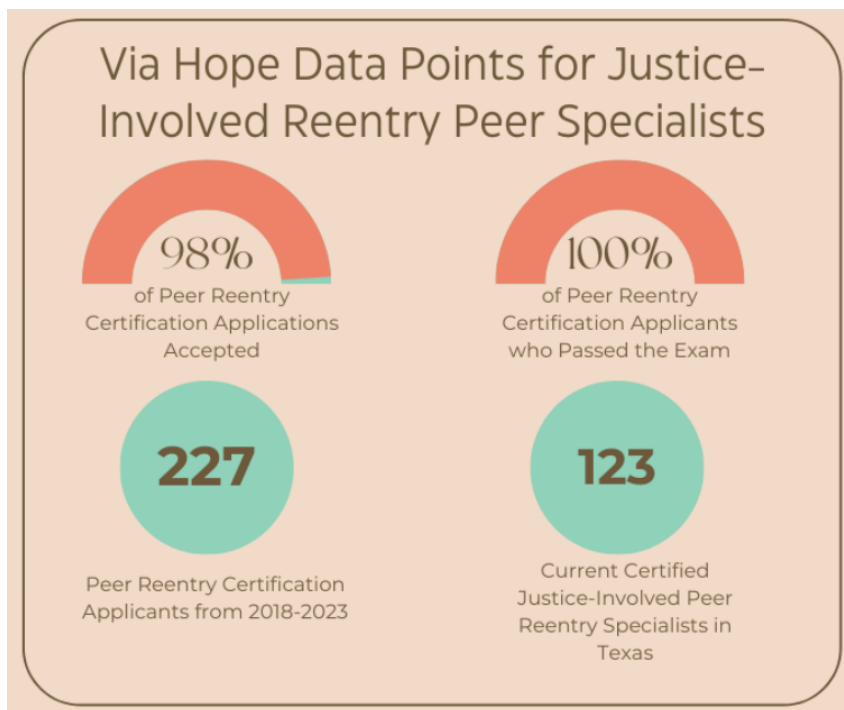 Via Hope Data Points for Justice-
Involved Reentry Peer Specialists
98%
of Peer Reentry
Certification Applications
Accepted
100%
of Peer Reentry
Certification Applicants
who Passed the Exam
227
Peer Reentry Certification
Applicants from 2018-2023
123
Current Certified
Justice-Involved Peer
Reentry Specialists in
Texas